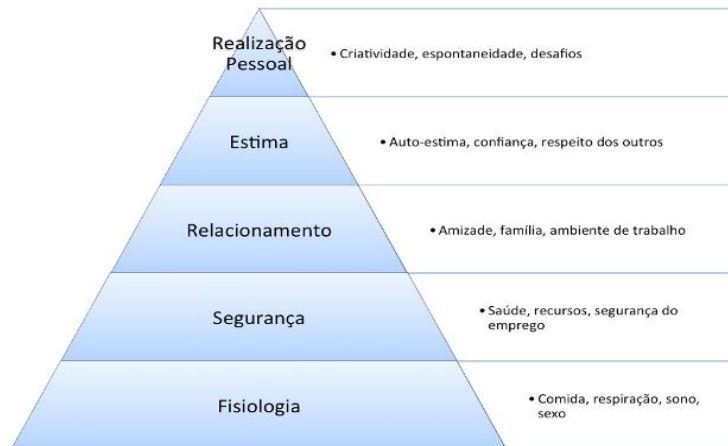 Realização
Pessoal
• Criatividade, espontaneidade, desafios
Estima
• Auto-estima, confiança, respeito dos outros
Relacionamento
• Amizade, família, ambiente de trabalho
Segurança
• Saúde, recursos, segurança do
emprego
Fisiologia
• Comida, respiração, sono,
sexo